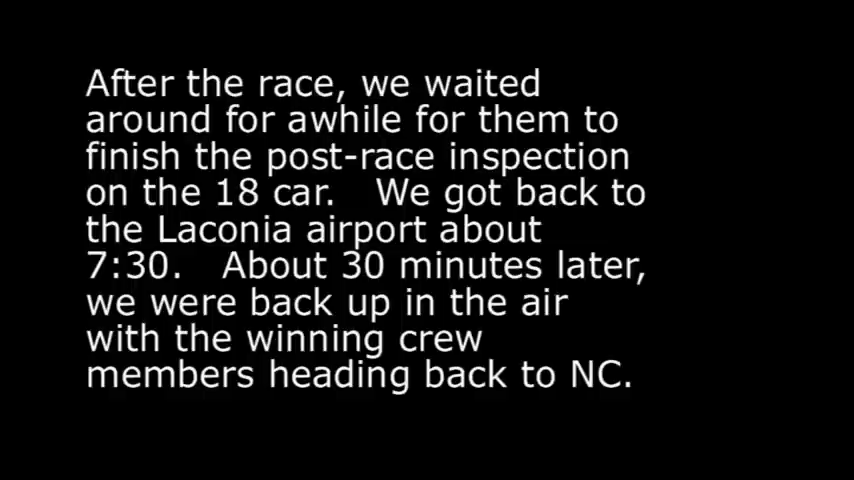 After the race, we waited
around for awhile for them to
finish the post-race inspection
on the 18 car.   We got back to
the Laconia airport about
7:30.   About 30 minutes later,
we were back up in the air
with the winning crew
members heading back to NC.